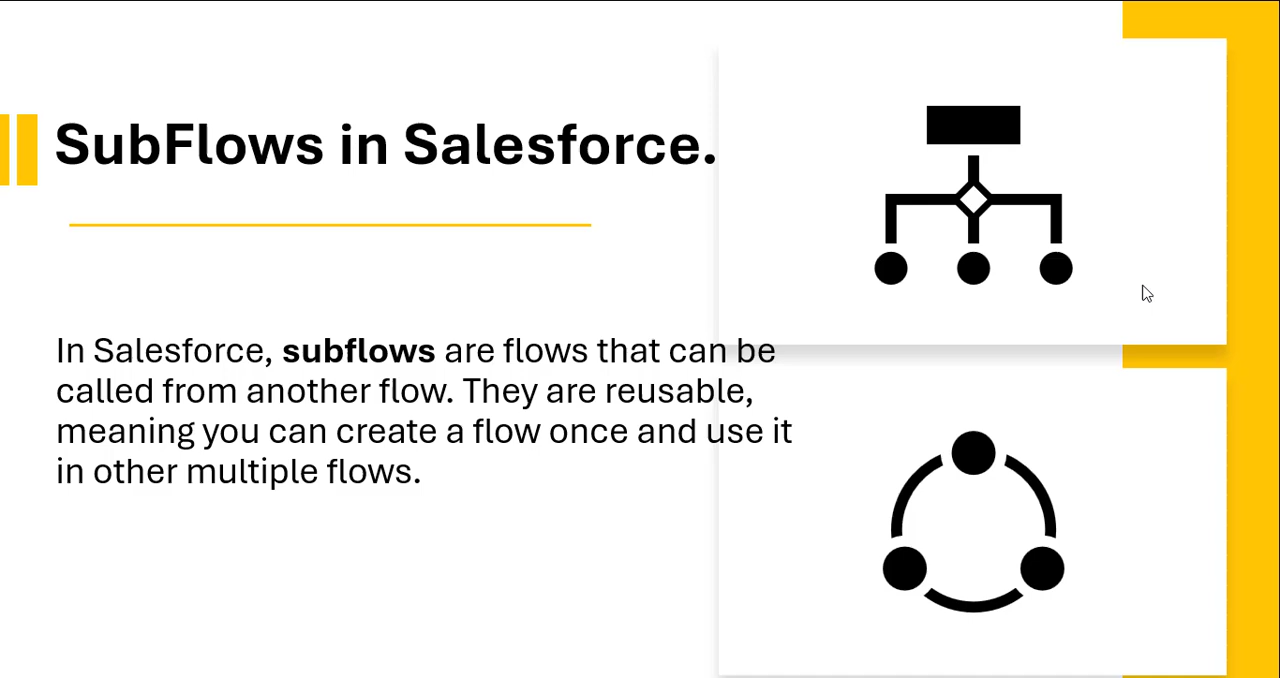 SubFlows in Salesforce.
In Salesforce, subflows are flows that can be
called from another flow. They are reusable,
meaning you can create a flow once and use it
in other multiple flows.